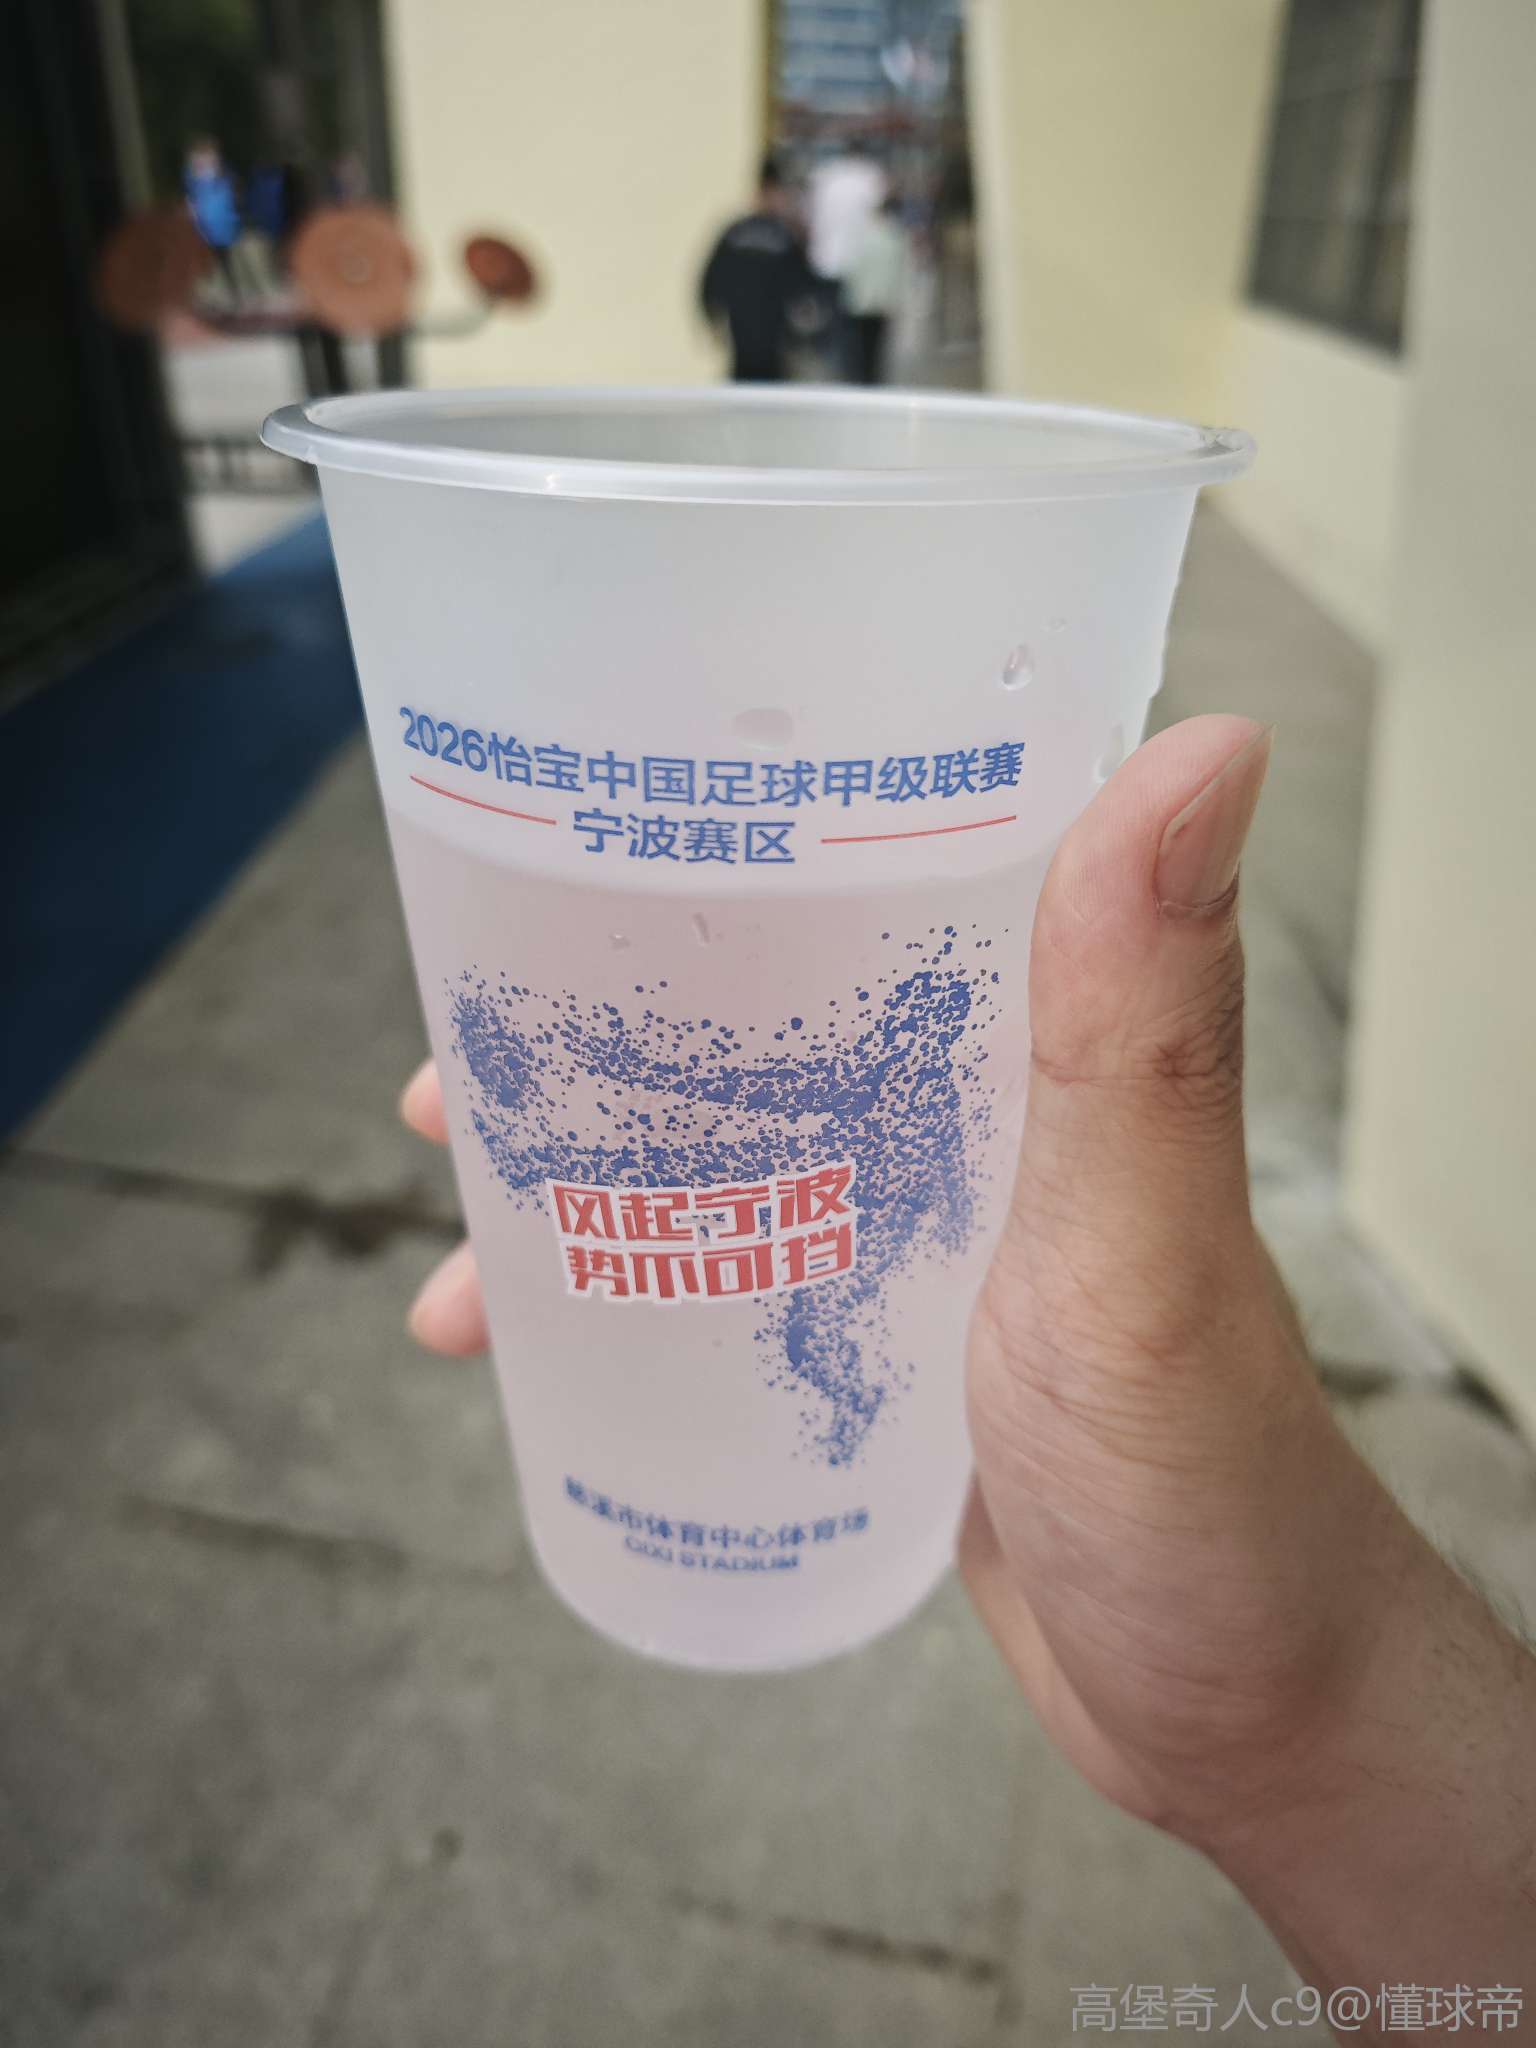 2026怡宝中国足球甲级联赛
宁波赛区
风起宁波
势不可挡
慈溪市体育中心体育场
CIXI STADIUM
高堡奇人c9@懂球帝